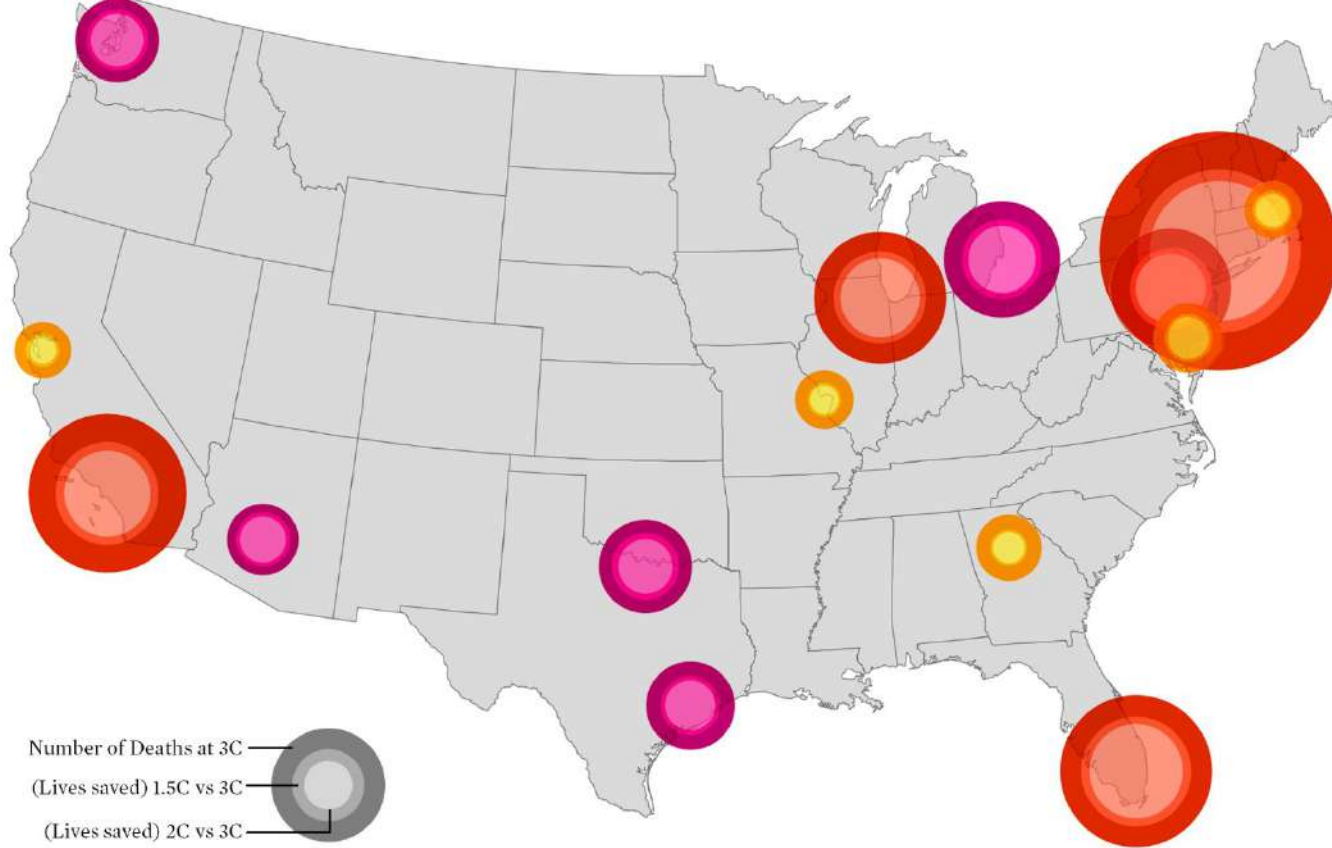 Number of Deaths at 3C
(Lives saved) 1.5C vs 3C
(Lives saved) 2C vs 3C